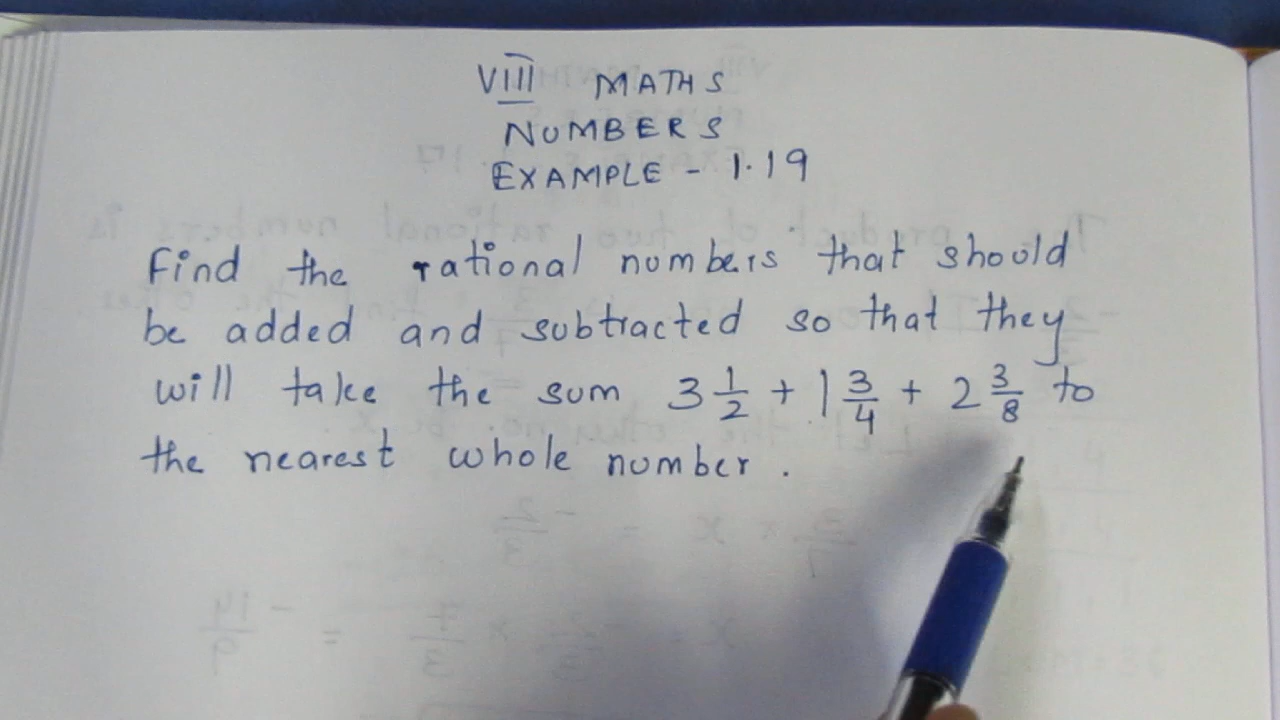 VIII MATHS
NUMBERS
EXAMPLE - 1.19
Find the rational numbers that should
be added and subtracted so that they
will take the sum 3 1/2 + 1 3/4 + 2 3/8 to
the nearest whole number.